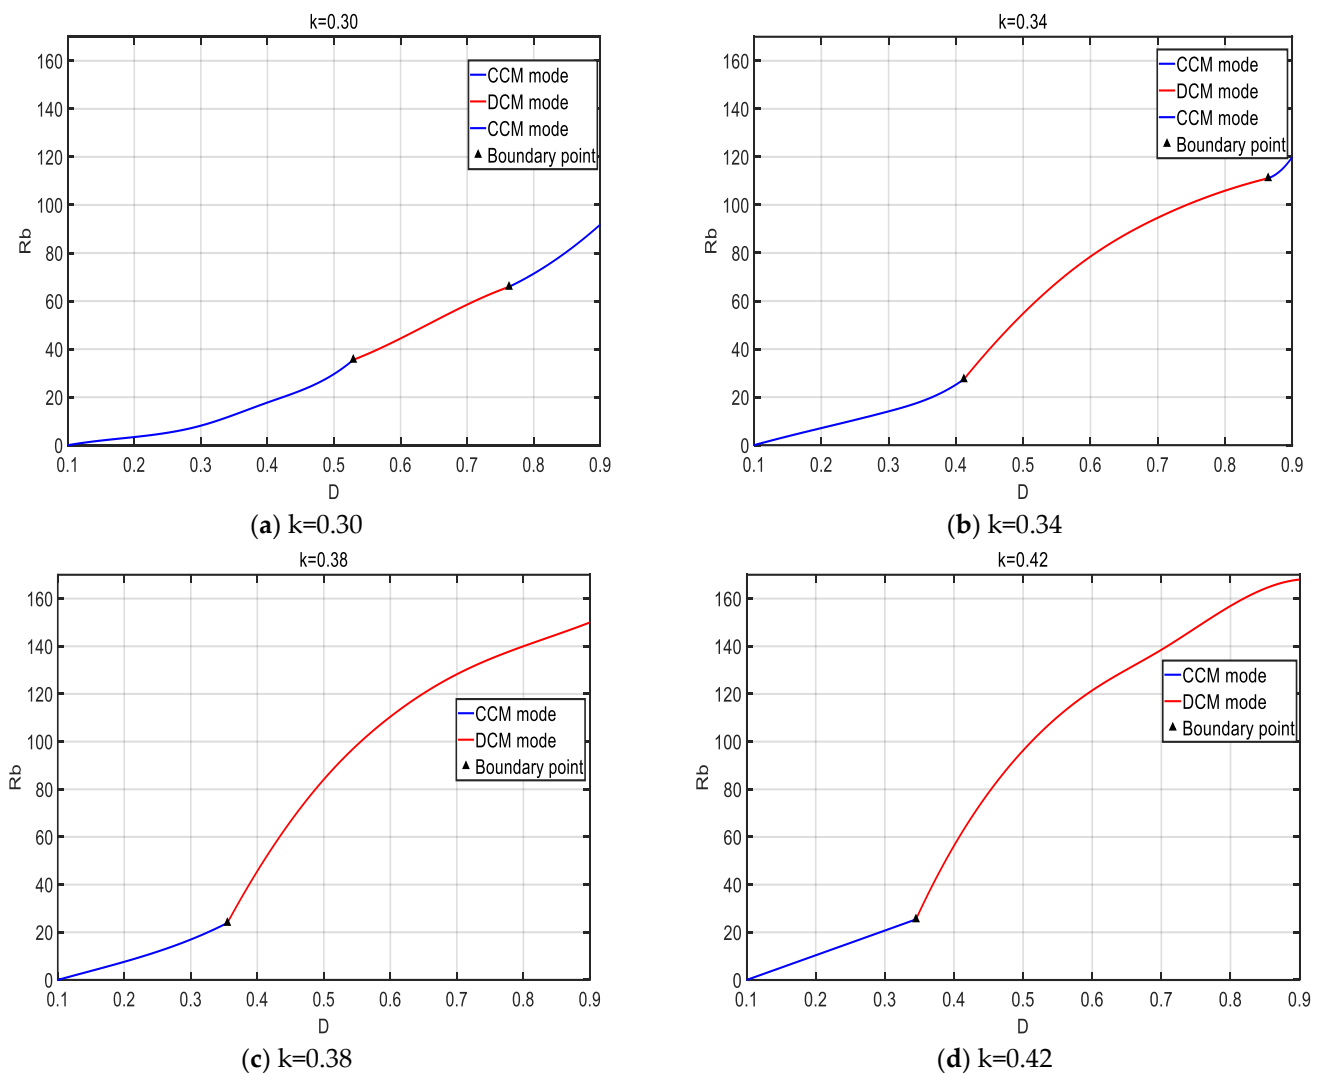 k=0.30
160
140
120
100
80
60
40
20
0
Rb
CCM mode
DCM mode
CCM mode
Boundary point
0.1 0.2 0.3 0.4 0.5 0.6 0.7 0.8 0.9
D
(a) k=0.30
k=0.34
160
140
120
100
80
60
40
20
0
Rb
CCM mode
DCM mode
CCM mode
Boundary point
0.1 0.2 0.3 0.4 0.5 0.6 0.7 0.8 0.9
D
(b) k=0.34
k=0.38
160
140
120
100
80
60
40
20
0
Rb
CCM mode
DCM mode
Boundary point
0.1 0.2 0.3 0.4 0.5 0.6 0.7 0.8 0.9
D
(c) k=0.38
k=0.42
160
140
120
100
80
60
40
20
0
Rb
CCM mode
DCM mode
Boundary point
0.1 0.2 0.3 0.4 0.5 0.6 0.7 0.8 0.9
D
(d) k=0.42